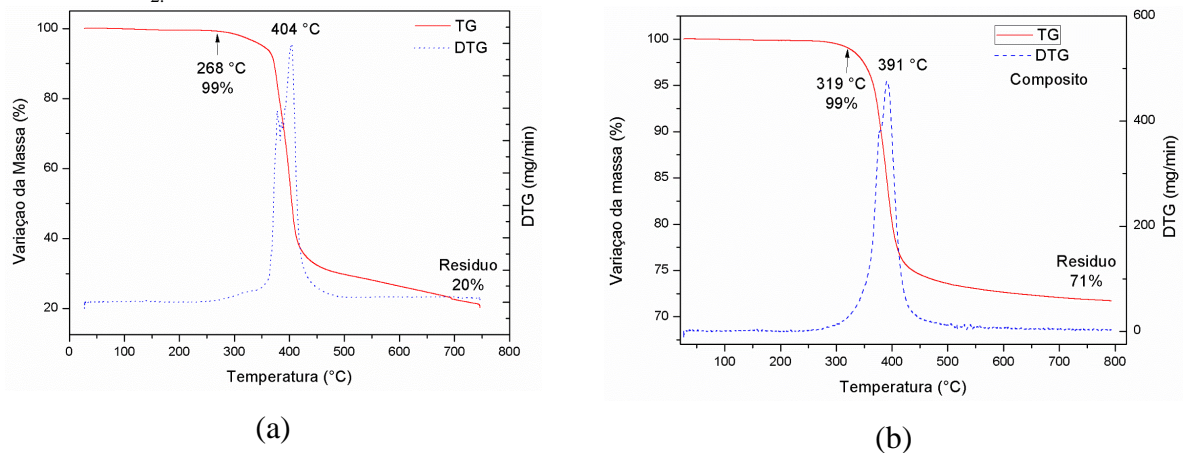 2.
100
80
60
40
20
Variaçao da Massa (%)
404 °C
TG
DTG
268 °C
99%
Residuo
20%
0 100 200 300 400 500 600 700 800
Temperatura (°C)
DTG (mg/min)
(a)
100
95
90
85
80
75
70
Variaçao da massa (%)
TG
DTG
Composito
391 °C
319 °C
99%
Residuo
71%
100 200 300 400 500 600 700 800
Temperatura (°C)
600
400
200
0
DTG (mg/min)
(b)